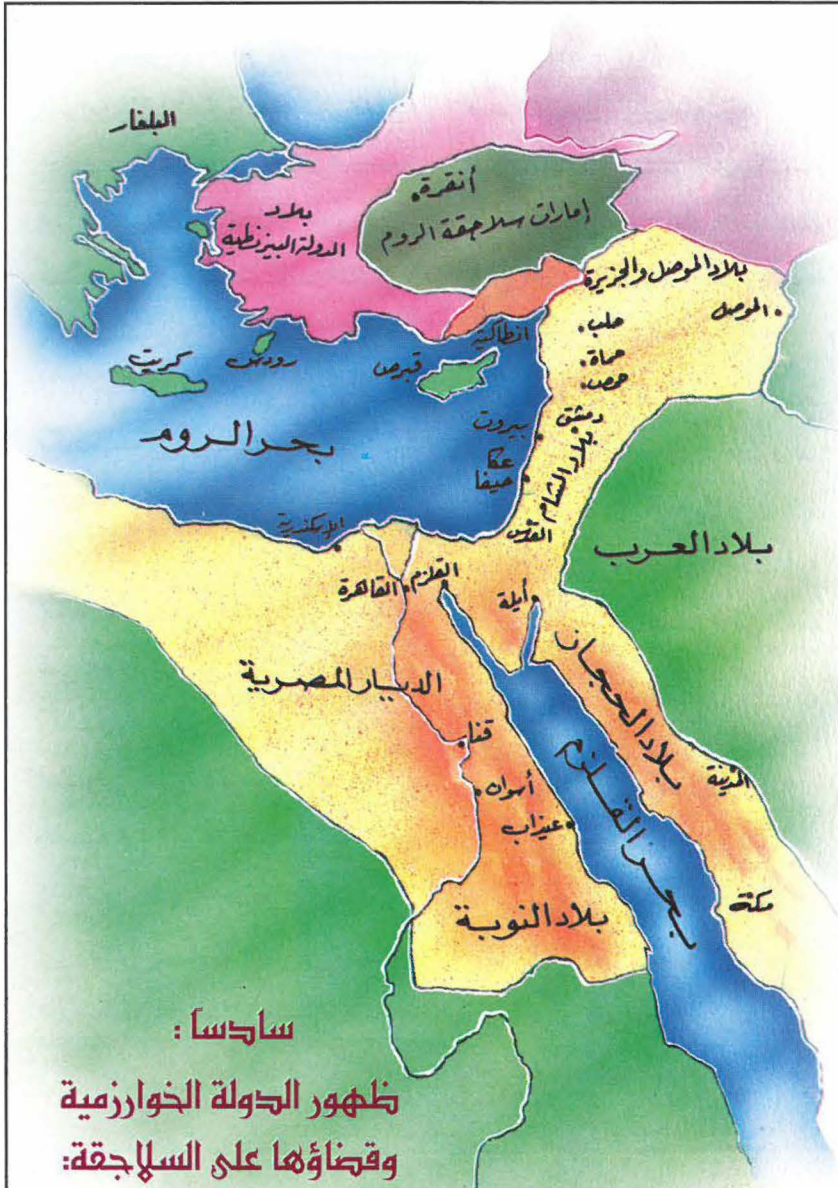 البلغار
أنقرة
إمارات سلاجقة الروم
بلاد
الدولة البيزنطية
بلاد الموصل والجزيرة
الموصل
حلب
حماة
حمص
انطاكية
قبرص
رودس
كريت
دمشق
بلاد الشام
بيروت
عكا
حيفا
القدس
بحر الروم
بلاد العرب
الإسكندرية
القلزم
القاهرة
أيلة
الديار المصرية
بلاد الحجاز
قنا
المدينة
أسوان
عيذاب
بحر القلزم
مكة
بلاد النوبة
سادساً :
ظهور الدولة الخوارزمية
وقضاؤها على السلاجقة: